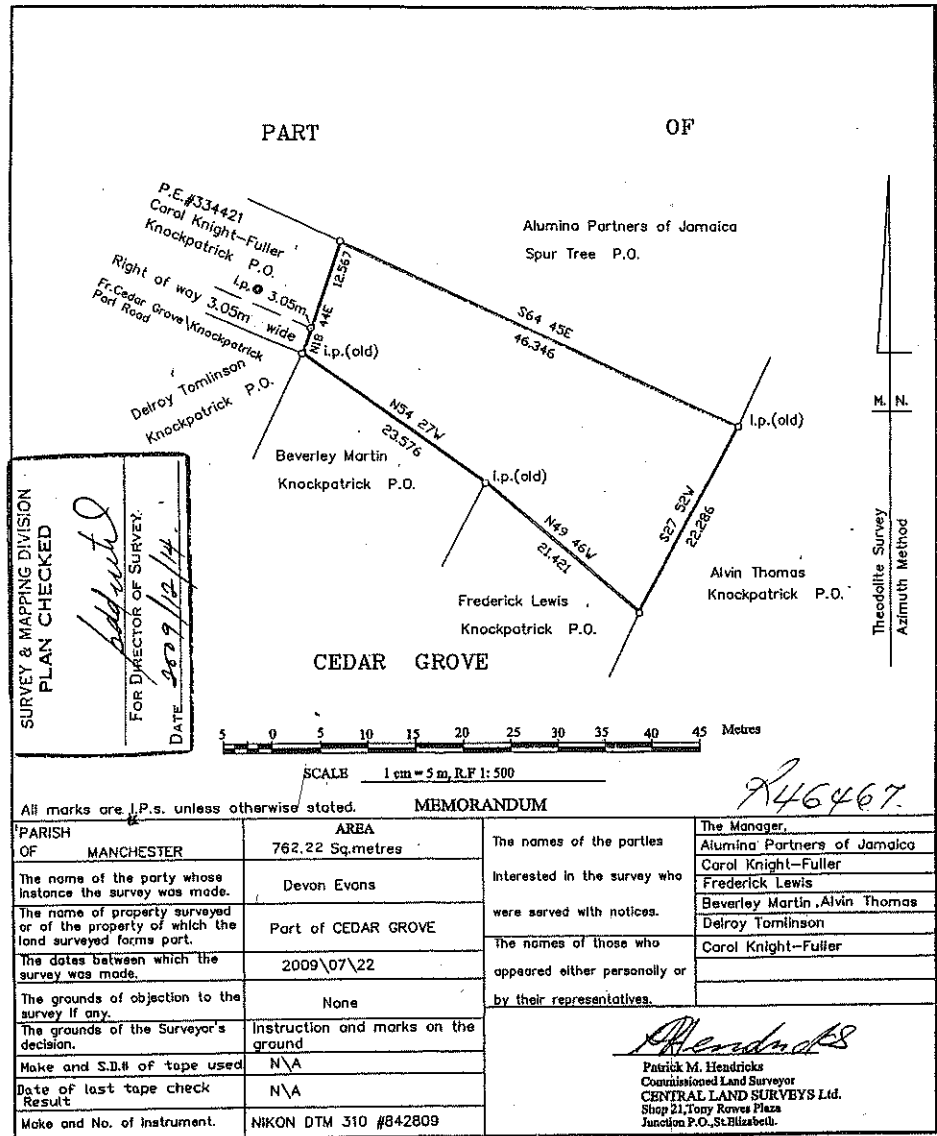 PART OF
P.E.#334421
Carol Knight-Fuller
Knockpatrick P.O.
i.p.@ 3.05m
Right of way 3.05m wide
Fr.Cedar Grove\Knockpatrick
Port Road
Delroy Tomlinson
Knockpatrick P.O.
12.567
N18 44E
i.p.(old)
Alumina Partners of Jamaica
Spur Tree P.O.
S64 45E
46.346
i.p.(old)
M. N.
N54 27W
23.576
Beverley Martin
Knockpatrick P.O.
i.p.(old)
N49 46W
21.421
S27 52W
22.286
Alvin Thomas
Knockpatrick P.O.
Frederick Lewis
Knockpatrick P.O.
Theodolite Survey
Azimuth Method
CEDAR GROVE
SURVEY & MAPPING DIVISION
PLAN CHECKED
FOR DIRECTOR OF SURVEY.
DATE 2009/12/14.
5 0 5 10 15 20 25 30 35 40 45 Metres
SCALE 1 cm = 5 m, R.F 1: 500
R46467.
All marks are I.P.s. unless otherwise stated. MEMORANDUM
PARISH
OF MANCHESTER
AREA
762.22 Sq.metres
The name of the party whose
instance the survey was made.
Devon Evans
The name of property surveyed
or of the property of which the
land surveyed forms part.
Part of CEDAR GROVE
The dates between which the
survey was made.
2009\07\22
The grounds of objection to the
survey if any.
None
The grounds of the Surveyor's
decision.
Instruction and marks on the
ground
Make and S.D.# of tape used
N\A
Date of last tape check
Result
N\A
Make and No. of Instrument.
NIKON DTM 310 #842809
The names of the parties
interested in the survey who
were served with notices.
The Manager,
Alumina Partners of Jamaica
Carol Knight-Fuller
Frederick Lewis
Beverley Martin ,Alvin Thomas
Delroy Tomlinson
The names of those who
appeared either personally or
by their representatives.
Carol Knight-Fuller
PHendricks
Patrick M. Hendricks
Commissioned Land Surveyor
CENTRAL LAND SURVEYS Ltd.
Shop 21,Tony Rowes Plaza
Junction P.O.,St.Elizabeth.